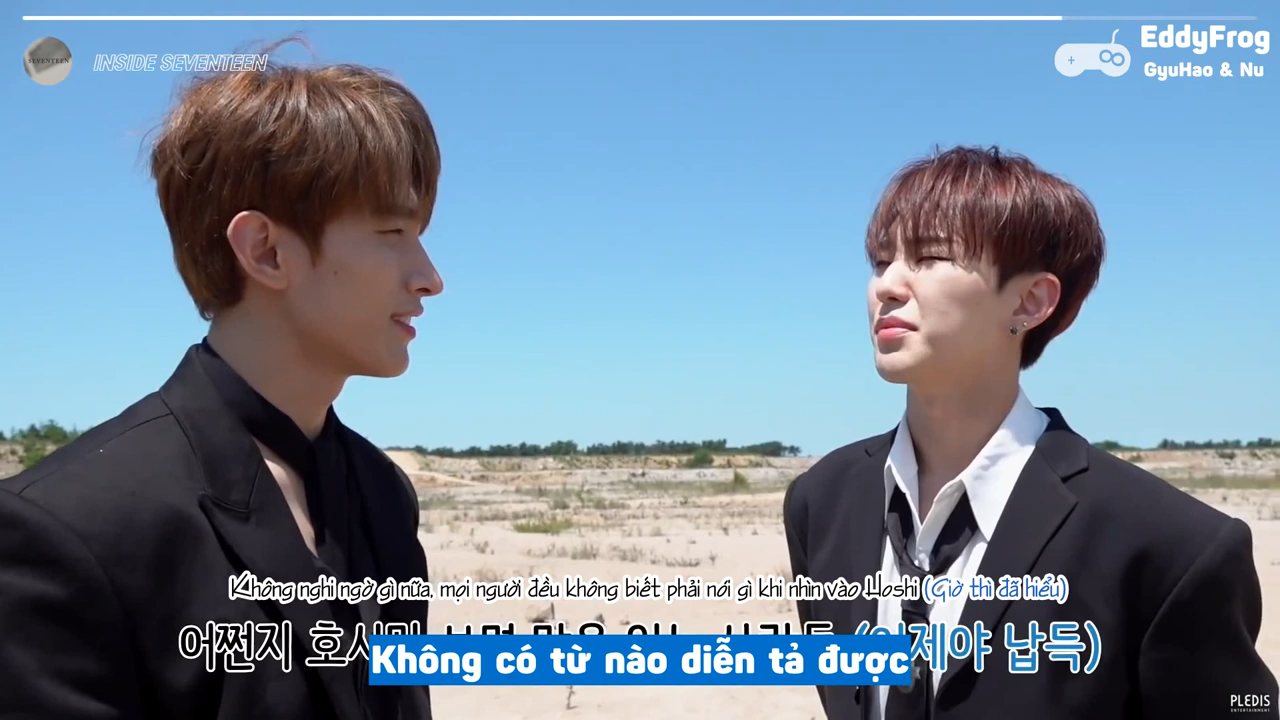 EddyFrog
GyuHao & Nu
SEVENTEEN
INSIDE SEVENTEEN
Không nghi ngờ gì nữa, mọi người đều không biết phải nói gì khi nhìn vào Hoshi (Giờ thì đã hiểu)
어쩐지 납득)
Không có từ nào diễn tả được
PLEDIS
ENTERTAINMENT